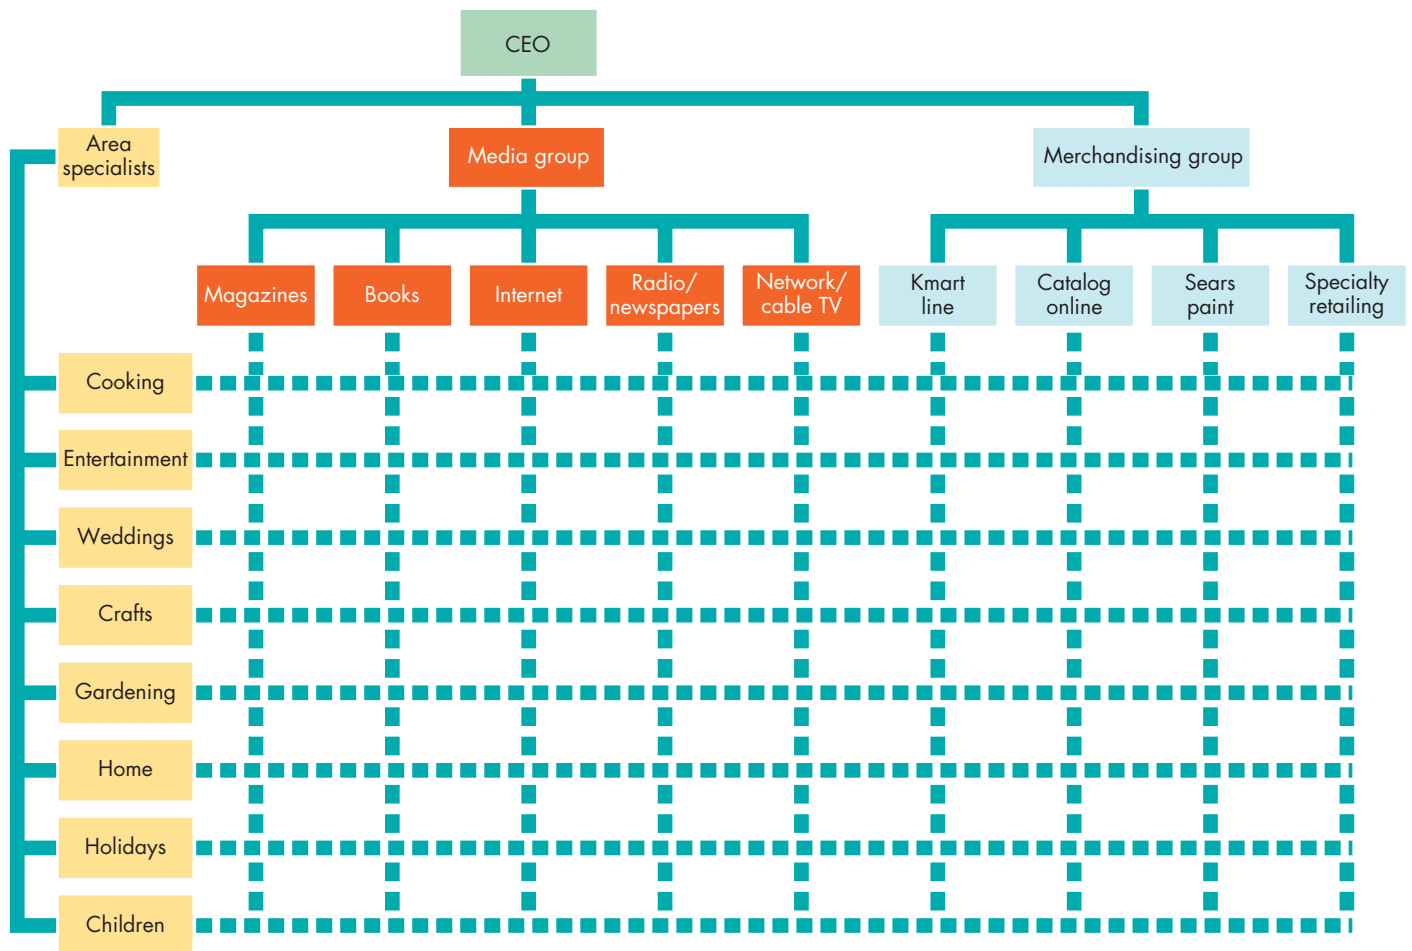 CEO
Area
specialists
Media group
Merchandising group
Magazines
Books
Internet
Radio/
newspapers
Network/
cable TV
Kmart
line
Catalog
online
Sears
paint
Specialty
retailing
Cooking
Entertainment
Weddings
Crafts
Gardening
Home
Holidays
Children